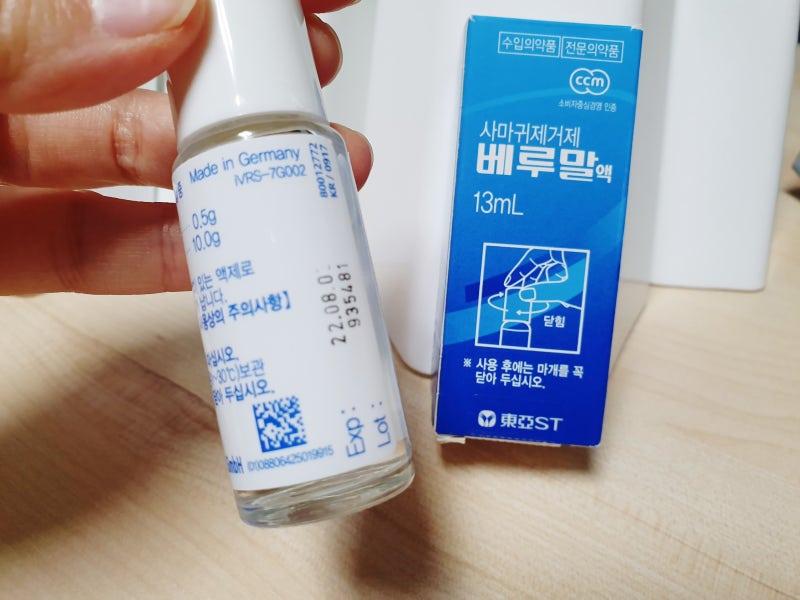 Made in Germany
IVRS-7G002
80012772
KR / 0917
0.5g
10.0g
있는 액제로
납니다.
용상의 주의사항】
십시오.
~30℃)보관
닫아 두십시오.
22.08.0
935481
EXP :
Lot :
mbH
수입의약품 전문의약품
ccm
소비자중심경영 인증
사마귀제거제
베루말액
13mL
닫힘
※ 사용 후에는 마개를 꼭
닫아 두십시오.
東亞ST